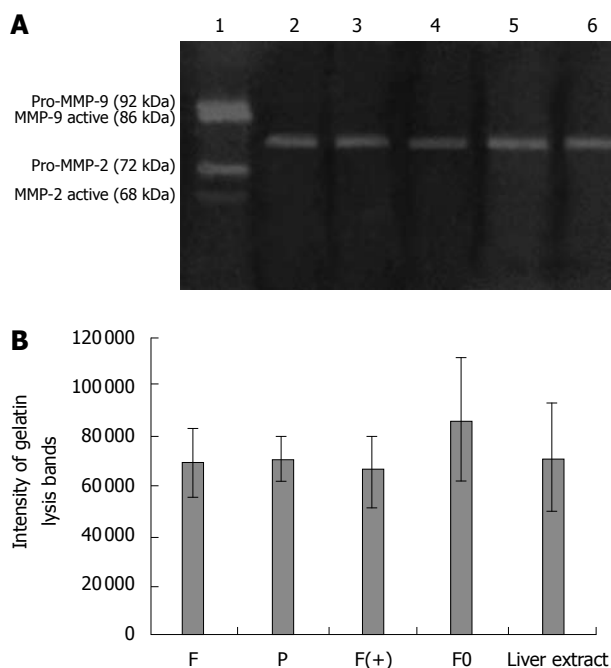 A
1 2 3 4 5 6
Pro-MMP-9 (92 kDa)
MMP-9 active (86 kDa)
Pro-MMP-2 (72 kDa)
MMP-2 active (68 kDa)
B
120 000
100 000
80 000
60 000
40 000
20 000
0
Intensity of gelatin
lysis bands
F P F(+) F0 Liver extract